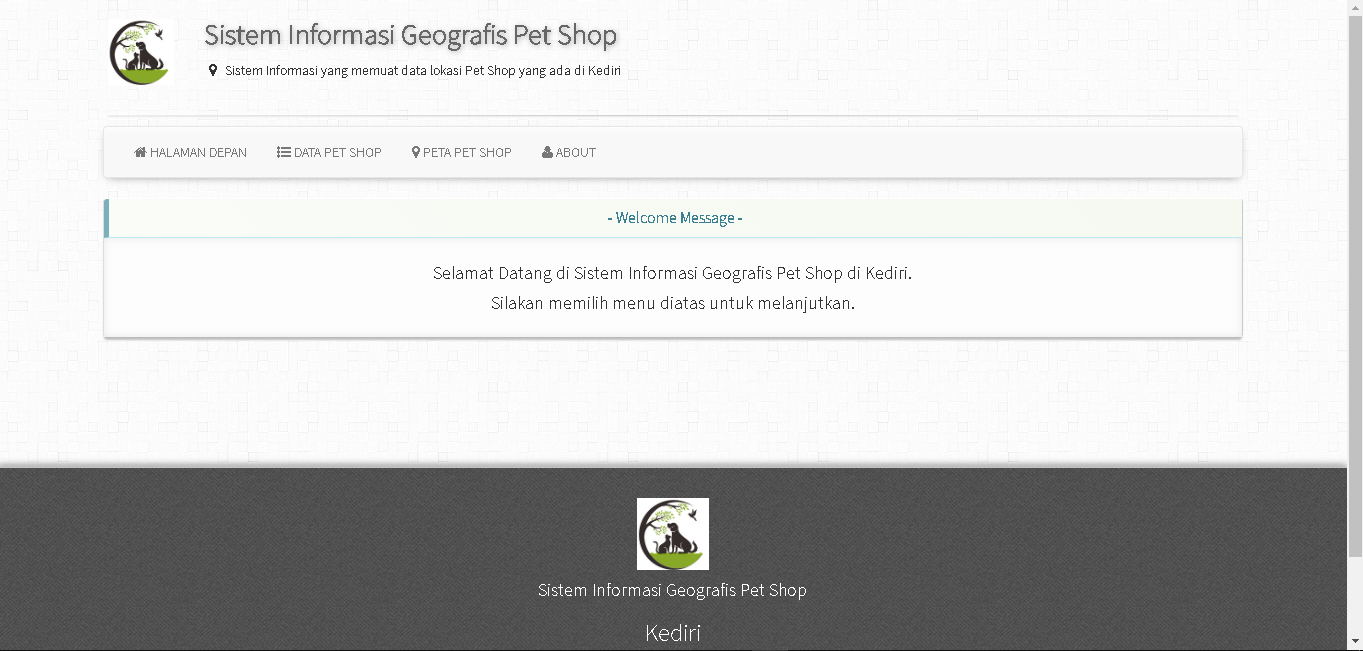 Sistem Informasi Geografis Pet Shop
Sistem Informasi yang memuat data lokasi Pet Shop yang ada di Kediri
HALAMAN DEPAN DATA PET SHOP PETA PET SHOP ABOUT
- Welcome Message -
Selamat Datang di Sistem Informasi Geografis Pet Shop di Kediri.
Silakan memilih menu diatas untuk melanjutkan.
Sistem Informasi Geografis Pet Shop
Kediri